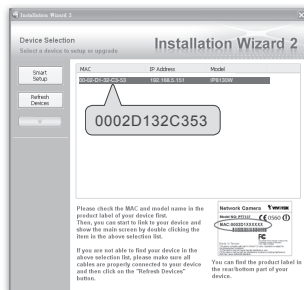 Installation Wizard 2
Device Selection
Select a device to setup or upgrade
Installation Wizard 2
MAC IP Address Model
00-02-D1-32-C3-53 192.168.5.151 IP8130W
Smart
Setup
Refresh
Devices
0002D132C353
Please check the MAC and model name in the
product label of your device first.
Then, you can start to link to your device and
show the main screen by double clicking the
item in the above selection list.
If you are not able to find your device in the
above selection list, please make sure all
cables are properly connected to your device
and then click on the "Refresh Devices"
button.
Network Camera VIVOTEK
0560
FC
You can find the product label in
the rear/bottom part of your
device.